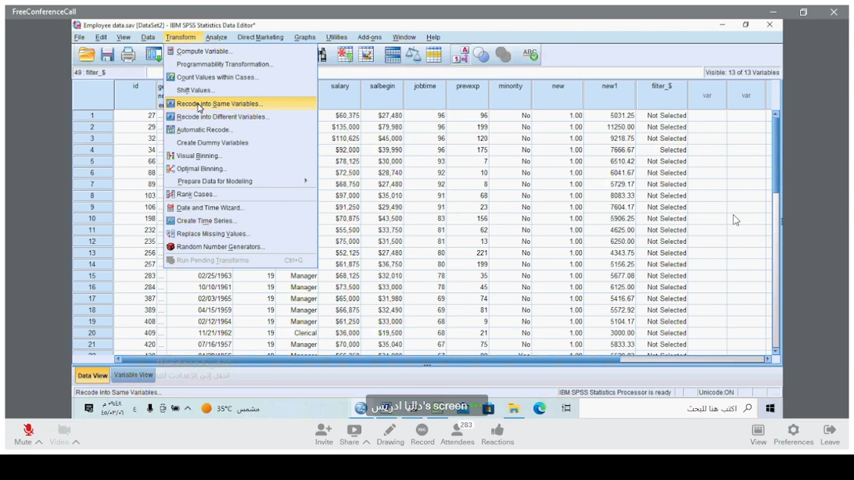 FreeConferenceCall
Employee data.sav [DataSet2] - IBM SPSS Statistics Data Editor*
File Edit View Data Transform Analyze Direct Marketing Graphs Utilities Add-ons Window Help
49 : filter_$
Visible: 13 of 13 Variables
Compute Variable...
Programmability Transformation...
Count Values within Cases...
Shift Values...
Recode into Same Variables...
Recode into Different Variables...
Automatic Recode...
Create Dummy Variables
Visual Binning...
Optimal Binning...
Prepare Data for Modeling
Rank Cases...
Date and Time Wizard...
Create Time Series...
Replace Missing Values...
Random Number Generators...
Run Pending Transforms Ctrl+G
id salary salbegin jobtime prevexp minority new new1 filter_$ var var
1 27 $60,375 $27,480 96 96 No 1.00 5031.25 Not Selected
2 29 $135,000 $79,980 96 199 No 1.00 11250.00 Not Selected
3 32 $110,625 $45,000 96 120 No 1.00 9218.75 Not Selected
4 34 $92,000 $39,990 96 175 No 1.00 7666.67 Selected
5 66 $78,125 $30,000 93 7 No 1.00 6510.42 Not Selected
6 88 $72,500 $28,740 92 10 No 1.00 6041.67 Not Selected
7 89 $68,750 $27,480 92 8 No 1.00 5729.17 Not Selected
8 103 $97,000 $35,010 91 68 No 1.00 8083.33 Not Selected
9 106 $91,250 $29,490 91 23 No 1.00 7604.17 Not Selected
10 198 $70,875 $43,500 83 156 No 1.00 5906.25 Not Selected
11 232 $55,500 $33,750 81 62 No 1.00 4625.00 Not Selected
12 235 $75,000 $31,500 81 13 No 1.00 6250.00 Not Selected
13 256 $52,125 $27,480 80 221 No 1.00 4343.75 Not Selected
14 257 $61,875 $36,750 80 199 No 1.00 5156.25 Not Selected
15 283 02/25/1963 19 Manager $68,125 $32,010 78 35 No 1.00 5677.08 Not Selected
16 284 10/10/1961 19 Manager $73,500 $33,000 78 45 No 1.00 6125.00 Not Selected
17 387 02/03/1965 19 Manager $65,000 $31,980 69 74 No 1.00 5416.67 Not Selected
18 389 02/15/1959 19 Manager $66,875 $32,490 69 81 No 1.00 5572.92 Not Selected
19 408 02/12/1964 19 Manager $61,250 $33,000 68 9 No 1.00 5104.17 Not Selected
20 409 11/21/1962 19 Clerical $36,000 $19,500 68 21 No 1.00 3000.00 Not Selected
21 420 07/16/1957 19 Manager $70,000 $35,040 67 75 No 1.00 5833.33 Not Selected
Data View Variable View
Recode into Same Variables...
IBM SPSS Statistics Processor is ready
Unicode:ON
35°C مشمس
داليا ادريس's screen
اكتب هنا للبحث
Mute Video Invite Share Drawing Record Attendees Reactions View Preferences Leave
283